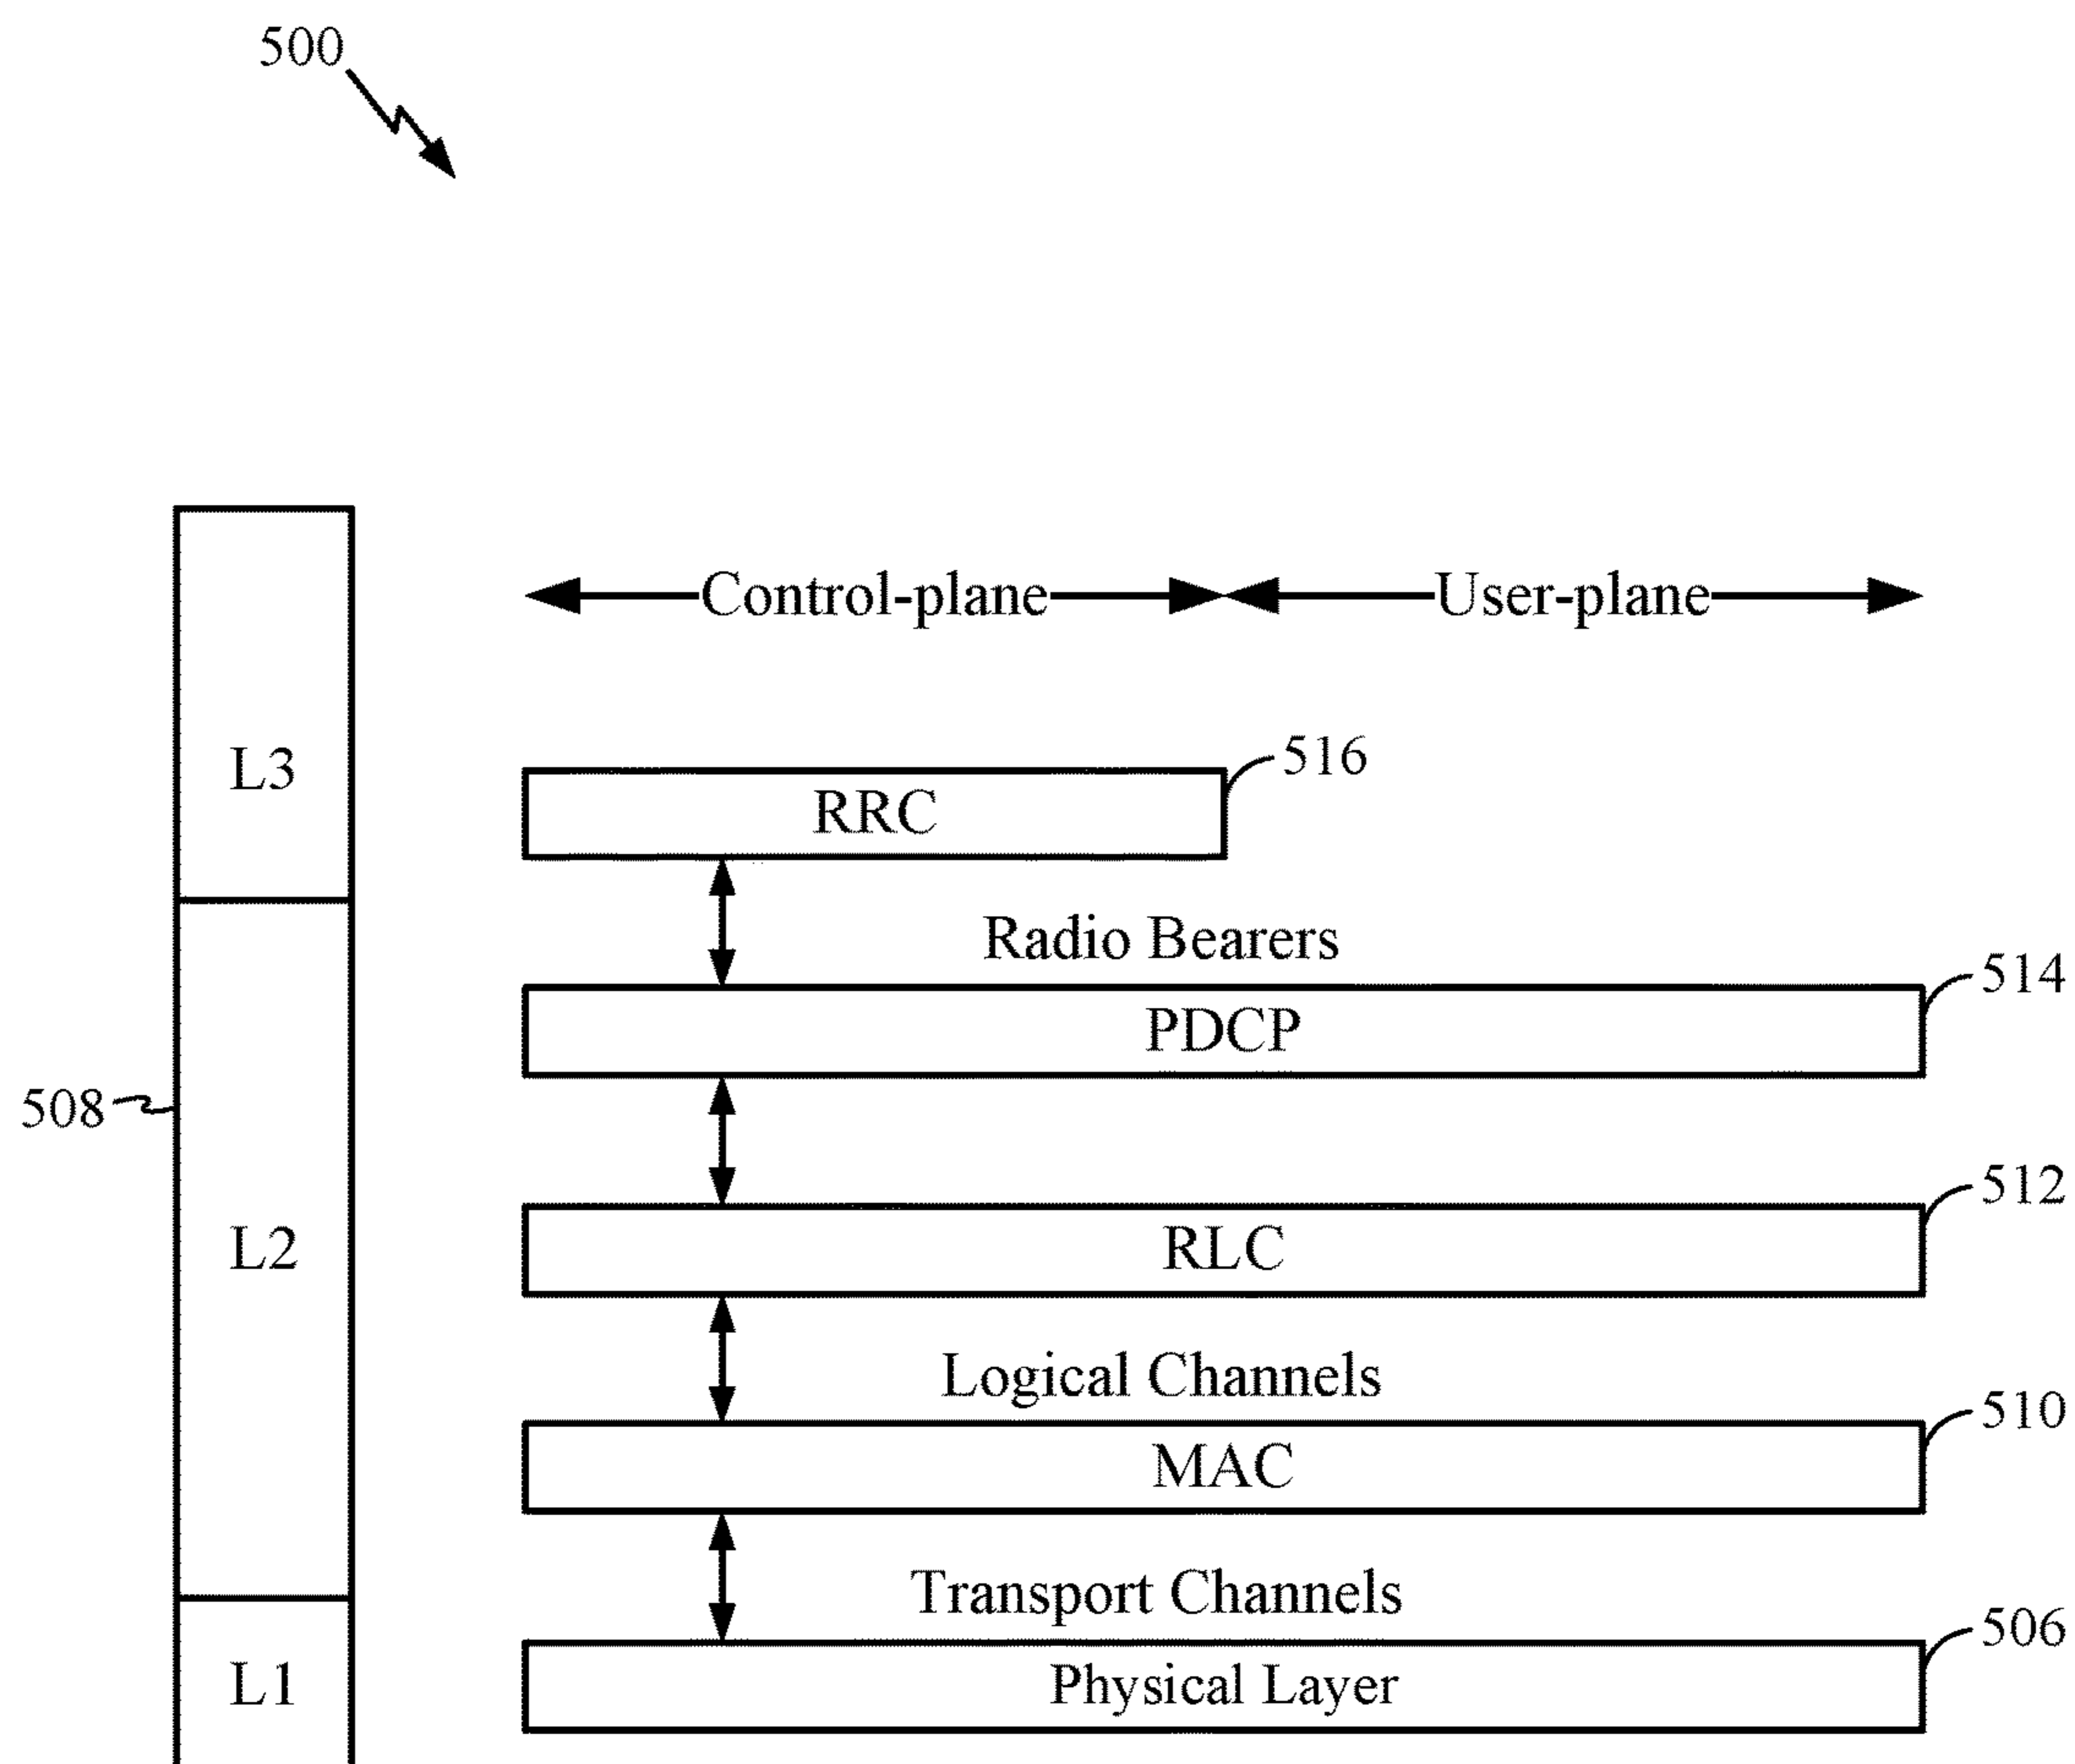 500
Control-plane
User-plane
L3
516
RRC
Radio Bearers
514
PDCP
508
512
L2
RLC
Logical Channels
510
MAC
Transport Channels
506
L1
Physical Layer